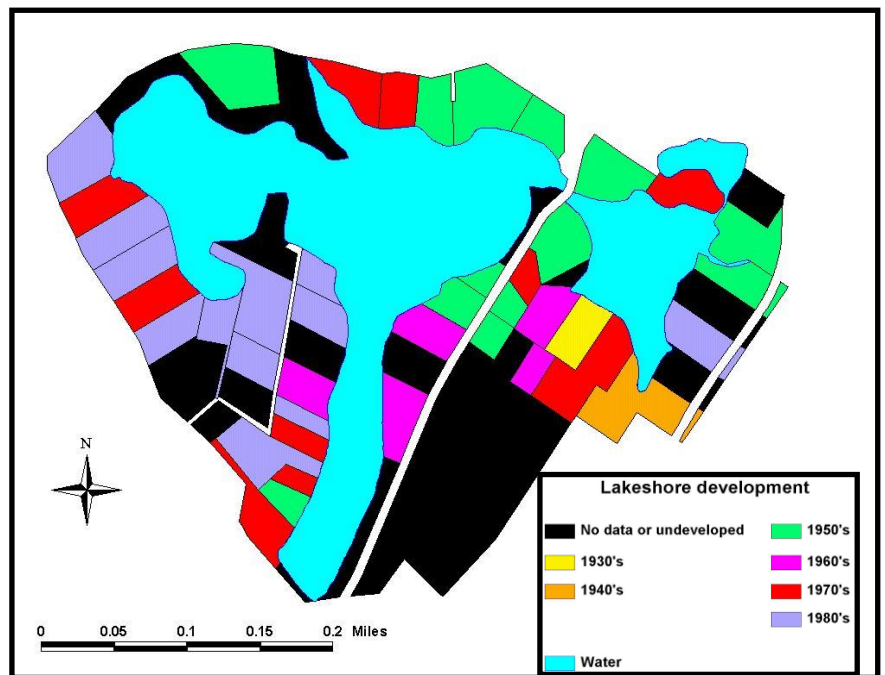 N
0 0.05 0.1 0.15 0.2 Miles
Lakeshore development
No data or undeveloped
1930's
1940's
Water
1950's
1960's
1970's
1980's